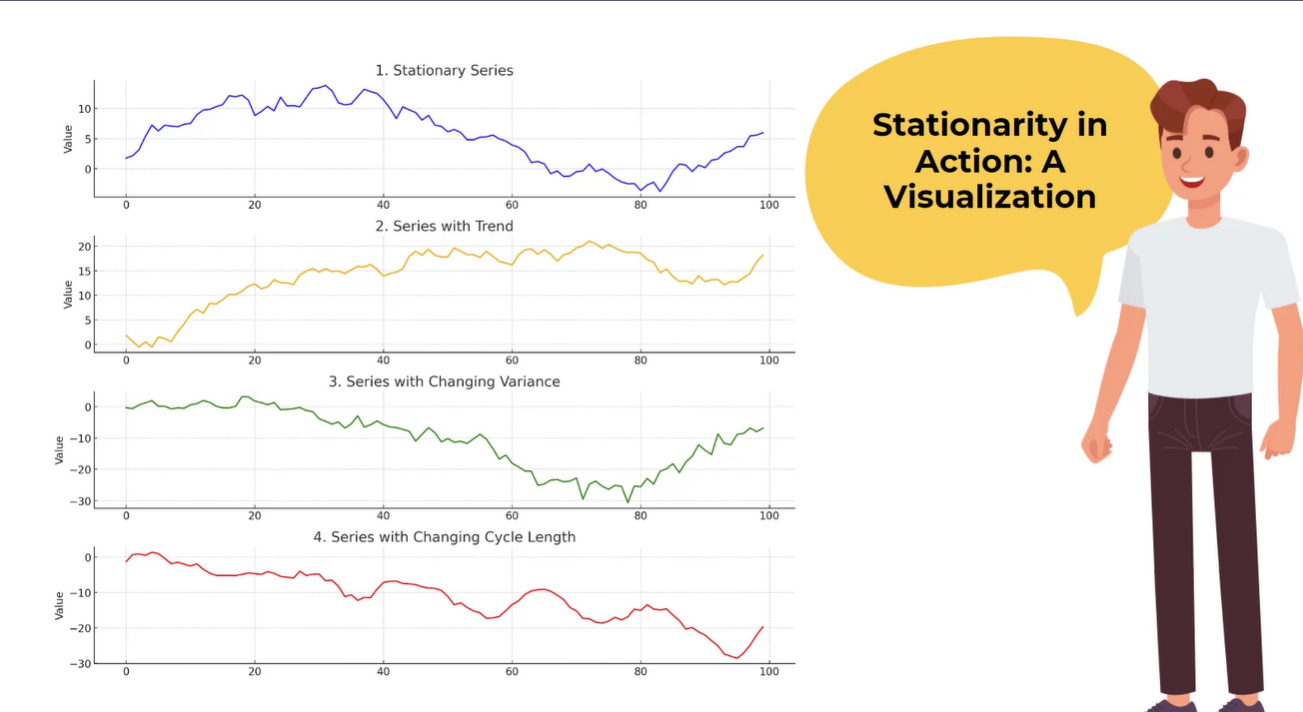 1. Stationary Series
Value
10
5
0
0 20 40 60 80 100
2. Series with Trend
Value
20
15
10
5
0
0 20 40 60 80 100
3. Series with Changing Variance
Value
0
−10
−20
−30
0 20 40 60 80 100
4. Series with Changing Cycle Length
Value
0
−10
−20
−30
0 20 40 60 80 100
Stationarity in
Action: A
Visualization